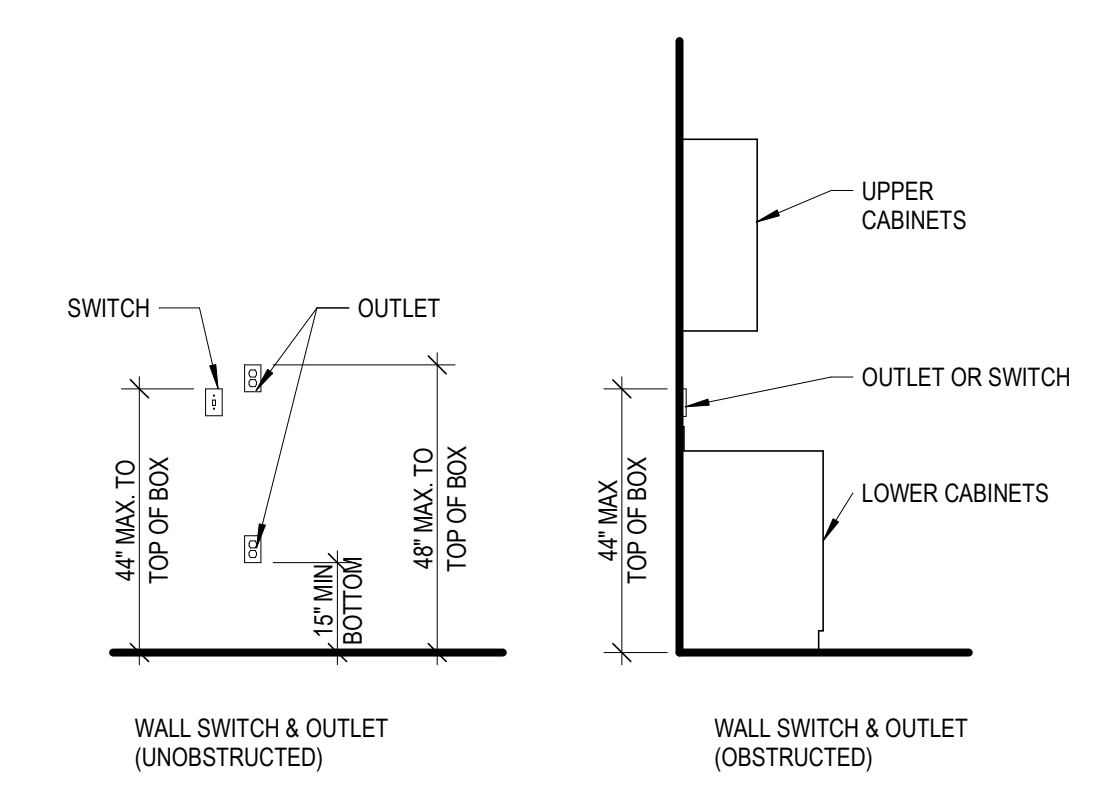 SWITCH
OUTLET
44" MAX. TO
TOP OF BOX
15" MIN
BOTTOM
48" MAX. TO
TOP OF BOX
WALL SWITCH & OUTLET
(UNOBSTRUCTED)
UPPER
CABINETS
OUTLET OR SWITCH
LOWER CABINETS
44" MAX
TOP OF BOX
WALL SWITCH & OUTLET
(OBSTRUCTED)